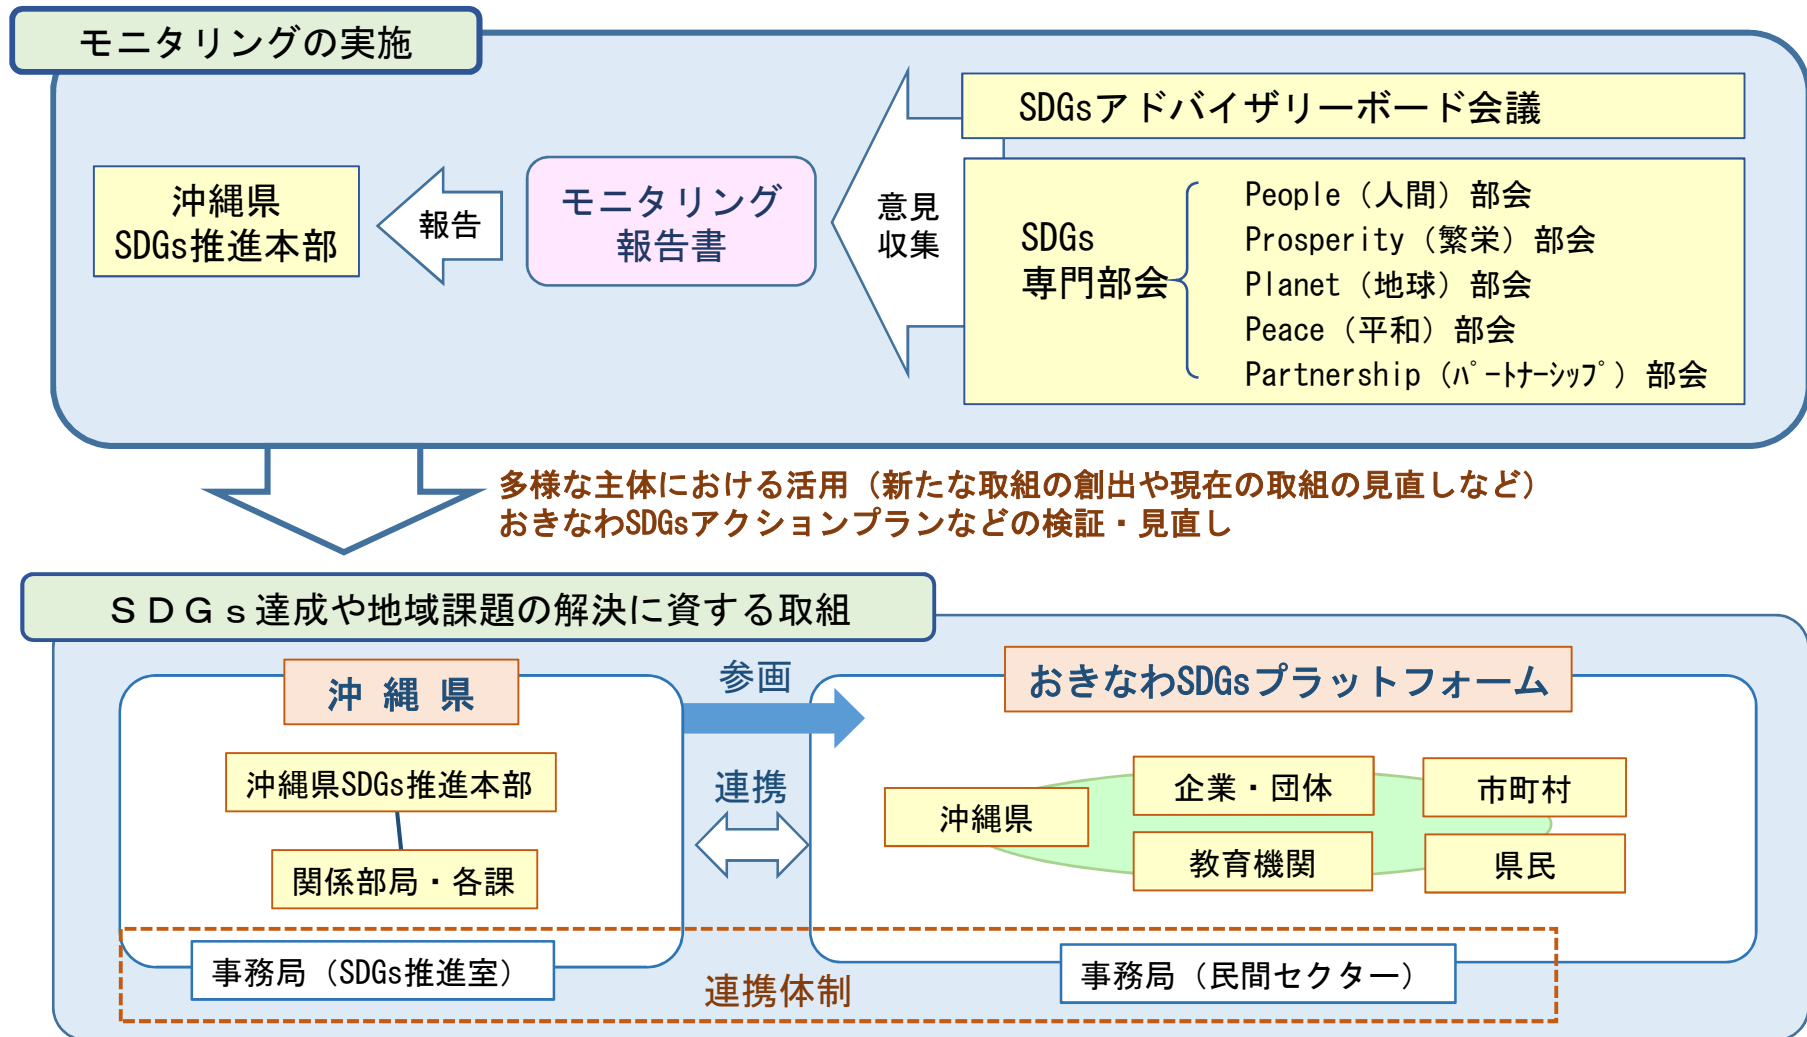 モニタリングの実施
SDGsアドバイザリーボード会議
沖縄県
SDGs推進本部
報告
モニタリング
報告書
意見
収集
SDGs
専門部会
People（人間）部会
Prosperity（繁栄）部会
Planet（地球）部会
Peace（平和）部会
Partnership（ﾊﾟｰﾄﾅｰｼｯﾌﾟ）部会
多様な主体における活用（新たな取組の創出や現在の取組の見直しなど）
おきなわSDGsアクションプランなどの検証・見直し
ＳＤＧｓ達成や地域課題の解決に資する取組
沖 縄 県
参画
おきなわSDGsプラットフォーム
沖縄県SDGs推進本部
関係部局・各課
連携
沖縄県
企業・団体
市町村
教育機関
県民
事務局（SDGs推進室）
連携体制
事務局（民間セクター）